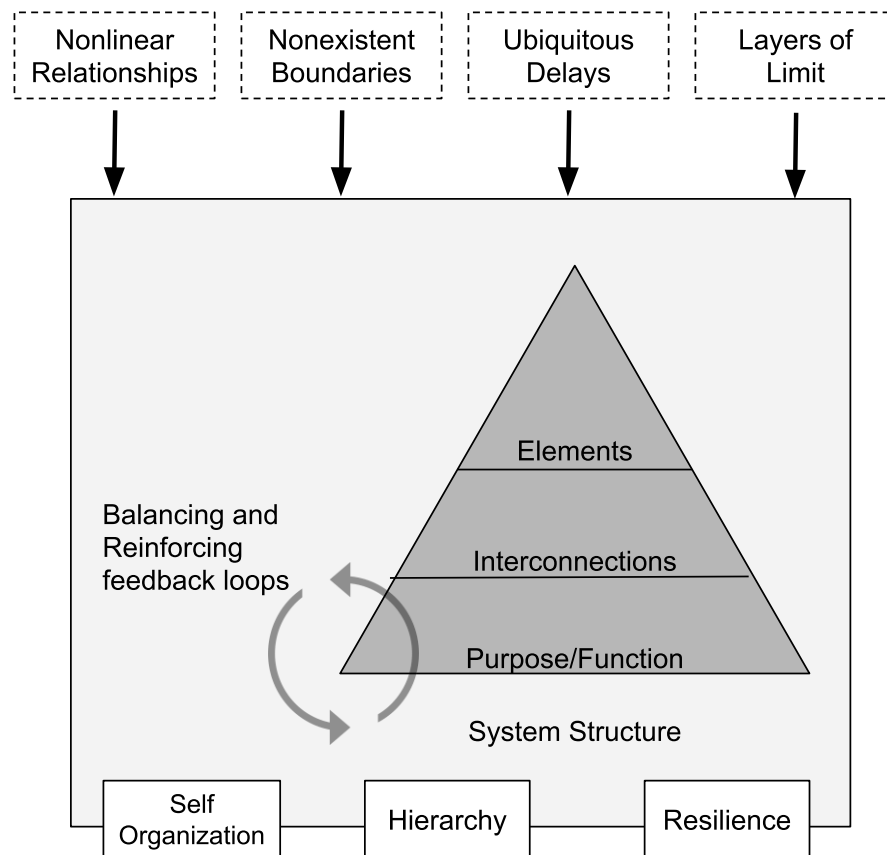 Nonlinear
Relationships
Nonexistent
Boundaries
Ubiquitous
Delays
Layers of
Limit
Elements
Balancing and
Reinforcing
feedback loops
Interconnections
Purpose/Function
System Structure
Self
Organization
Hierarchy
Resilience